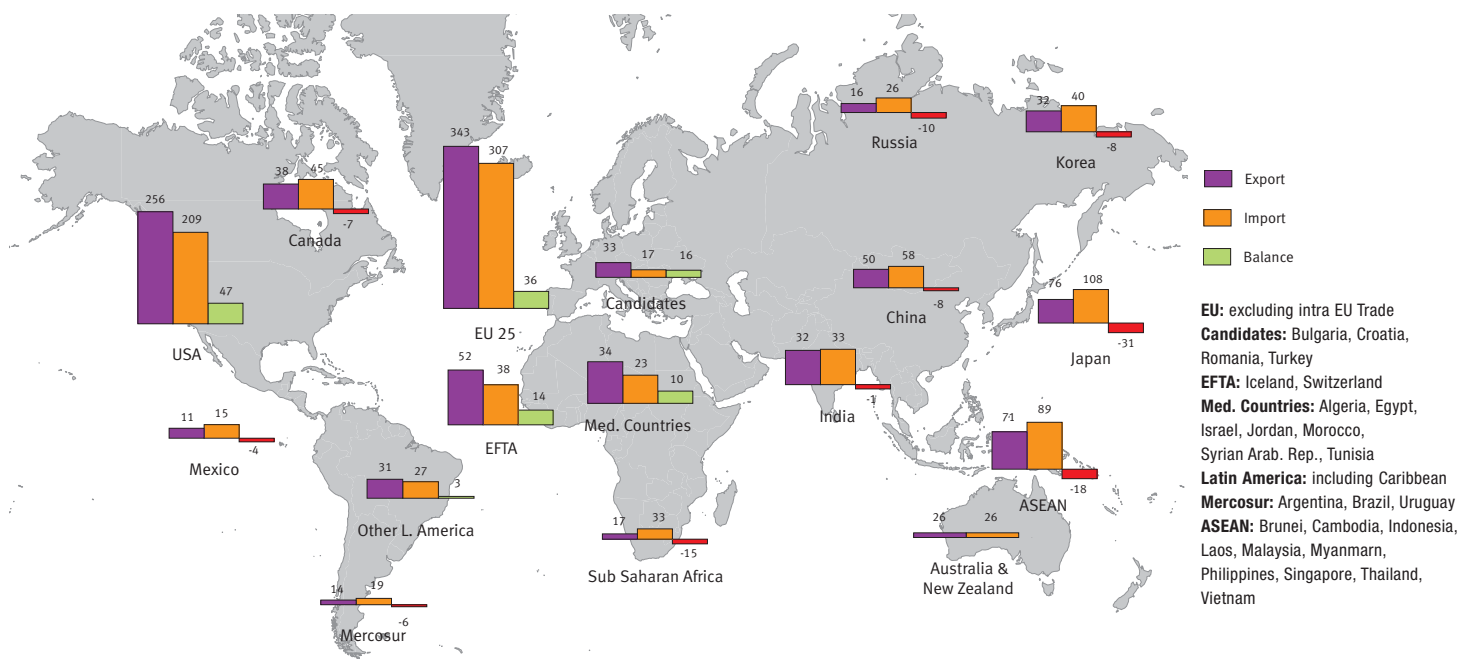 16
26
-10
Russia
32
40
-8
Korea
343
307
36
EU 25
38
45
-7
Canada
256
209
47
USA
33
17
16
Candidates
50
58
-8
China
76
108
-31
Japan
52
38
14
EFTA
34
23
10
Med. Countries
32
33
-1
India
11
15
-4
Mexico
71
89
-18
ASEAN
31
27
3
Other L. America
17
33
-15
Sub Saharan Africa
26
26
Australia &
New Zealand
14
19
-6
Mercosur
Export
Import
Balance
EU: excluding intra EU Trade
Candidates: Bulgaria, Croatia,
Romania, Turkey
EFTA: Iceland, Switzerland
Med. Countries: Algeria, Egypt,
Israel, Jordan, Morocco,
Syrian Arab. Rep., Tunisia
Latin America: including Caribbean
Mercosur: Argentina, Brazil, Uruguay
ASEAN: Brunei, Cambodia, Indonesia,
Laos, Malaysia, Myanmarn,
Philippines, Singapore, Thailand,
Vietnam